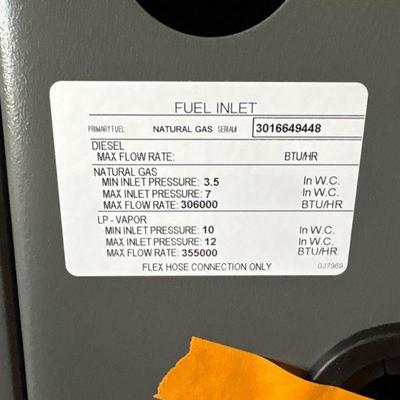 FUEL INLET
PRIMARY FUEL: NATURAL GAS SERIAL# 3016649448
DIESEL
MAX FLOW RATE: BTU/HR
NATURAL GAS
MIN INLET PRESSURE: 3.5 In W.C.
MAX INLET PRESSURE: 7 In W.C.
MAX FLOW RATE: 306000 BTU/HR
LP - VAPOR
MIN INLET PRESSURE: 10 In W.C.
MAX INLET PRESSURE: 12 In W.C.
MAX FLOW RATE: 355000 BTU/HR
FLEX HOSE CONNECTION ONLY 0J7969